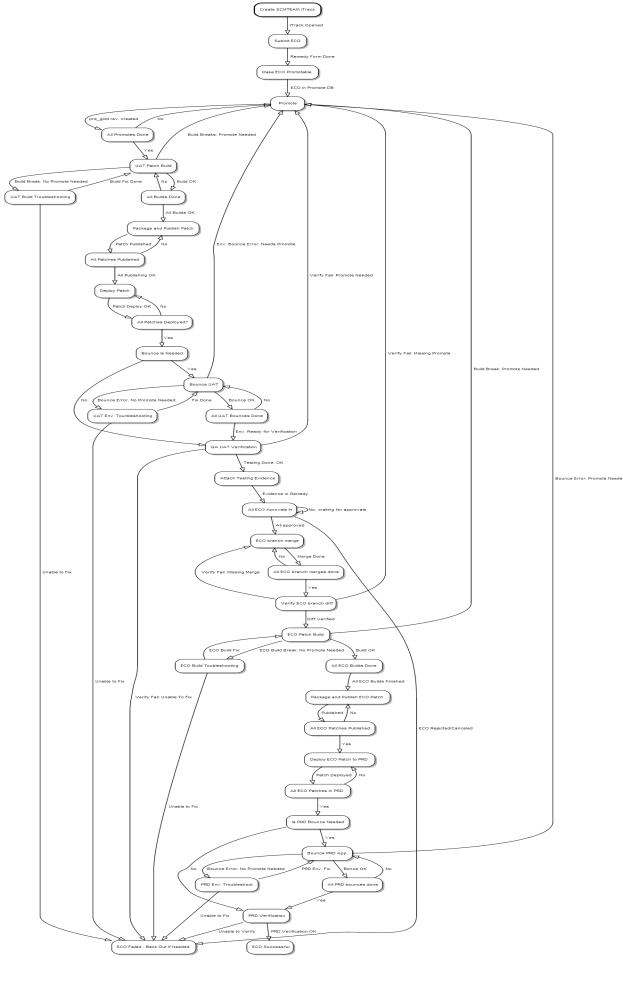 Create SCMTEAM iTrack
iTrack Opened
Submit ECO
Remedy Form Done
Make ECO Promotable
ECO in Promote DB
Promote
prd_gold rev. created
No
All Promotes Done
Build Breaks: Promote Needed
Yes
UAT Patch Build
Build Break: No Promote Needed
Build Fix Done
No
Build OK
UAT Build Troubleshooting
All Builds Done
All Builds OK
Package and Publish Patch
Patch Published
No
Env. Bounce Error: Needs Promote
All Patches Published
All Publishing OK
Verify Fail: Promote Needed
Deploy Patch
Patch Deploy OK
No
All Patches Deployed?
Yes
Bounce Is Needed
Verify Fail: Missing Promote
Yes
Build Break: Promote Needed
Bounce UAT
No
Bounce Error: No Promote Needed
Fix Done
Bounce OK
No
UAT Env. Tourbleshooting
All UAT Bounces Done
Env. Ready for Verification
QA UAT Verification
Testing Done: OK
Attach Testing Evidence
Bounce Error: Promote Neede
Evidence in Remedy
All ECO Aprovals in
No, waiting for approvals
All approved
ECO branch merge
No
Merge Done
Unable to Fix
Verify Fail: Missing Merge
All ECO branch merges done
Yes
Verify ECO branch diff
Diff Verified
ECO Patch Build
ECO Build Fix
ECO Build Break: No Promote Needed
Build OK
ECO Build Toubleshooting
All ECO Builds Done
Unable to Fix
All ECO Builds Finished
Verify Fail: Unable To Fix
Package and Publish ECO Patch
Published
No
All ECO Patches Published
ECO Rejected/Canceled
Yes
Deploy ECO Patch to PRD
Patch Deployed
No
All ECO Patches in PRD
Unable to Fix
Yes
Is PRD Bounce Needed
Yes
Bounce PRD App.
No
Bounce Error: No Promote Needed
PRD Env. Fix
Bonce OK
No
PRD Env. Troubleshoot
All PRD bounces done
Yes
Unable to Fix
PRD Verification
Unable to Verify
PRD Verification OK
ECO Failed - Back Out If Needed
ECO Successful